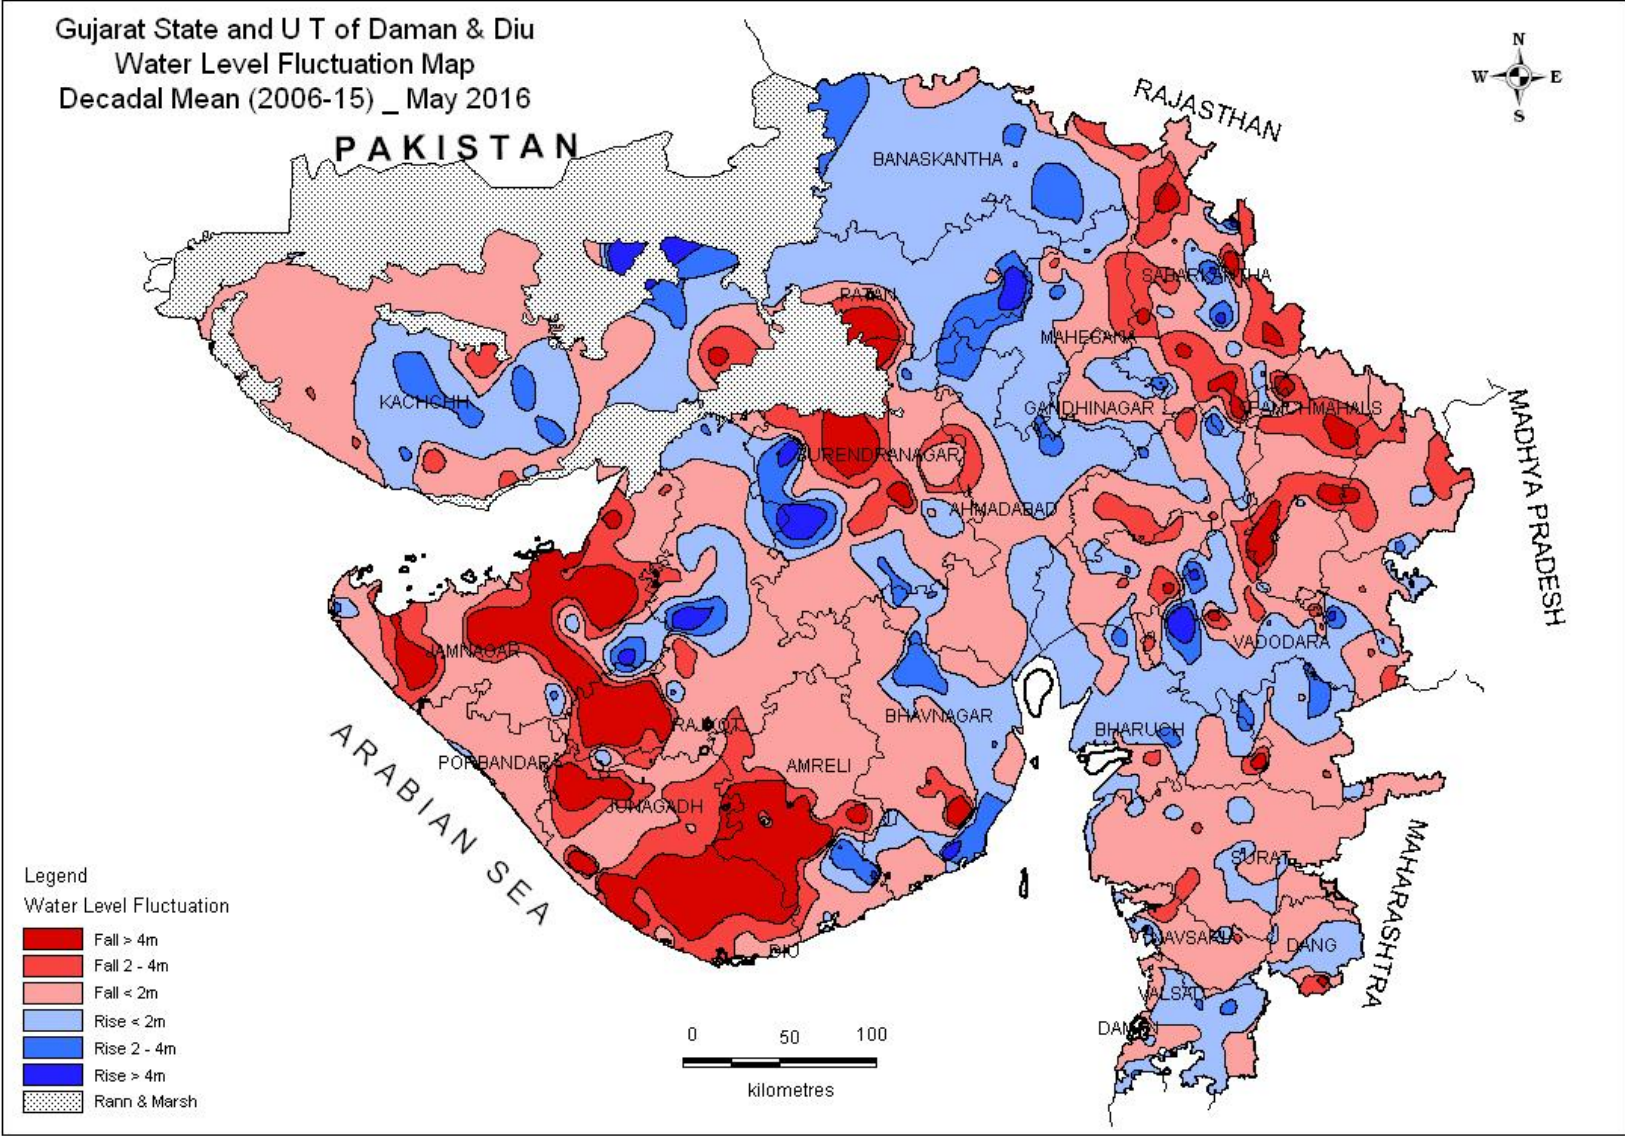 Gujarat State and U T of Daman & Diu
Water Level Fluctuation Map
Decadal Mean (2006-15) _ May 2016
N
W E
S
RAJASTHAN
PAKISTAN
BANASKANTHA
SABARKANTHA
PATAN
MAHESANA
KACHCHH
GANDHINAGAR
PANCHMAHALS
MADHYA PRADESH
SURENDRANAGAR
AHMADABAD
VADODARA
JAMNAGAR
BHAVNAGAR
RAJKOT
BHARUCH
PORBANDAR
AMRELI
JUNAGADH
ARABIAN SEA
SURAT
MAHARASHTRA
NAVSARI
DANG
DIU
VALSAD
DAMAN
Legend
Water Level Fluctuation
Fall > 4m
Fall 2 - 4m
Fall < 2m
Rise < 2m
Rise 2 - 4m
Rise > 4m
Rann & Marsh
0 50 100
kilometres